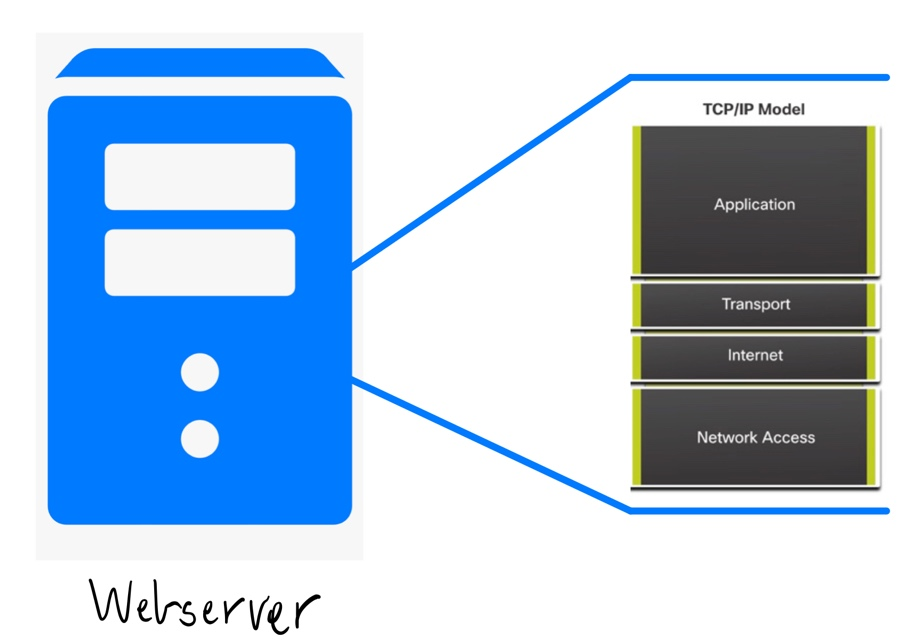 TCP/IP Model
Application
Transport
Internet
Network Access
Webserver